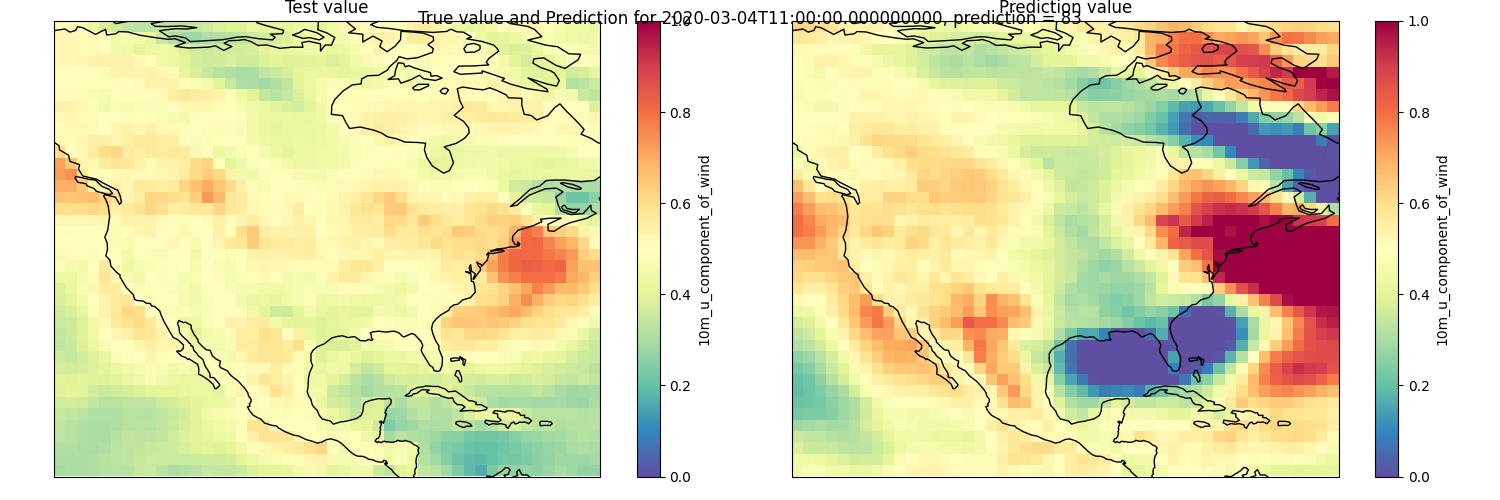 Test value
True value and Prediction for 2020-03-04T11:00:00.000000000, prediction = 83
Prediction value
1.0
0.8
0.6
0.4
0.2
0.0
10m_u_component_of_wind
1.0
0.8
0.6
0.4
0.2
0.0
10m_u_component_of_wind